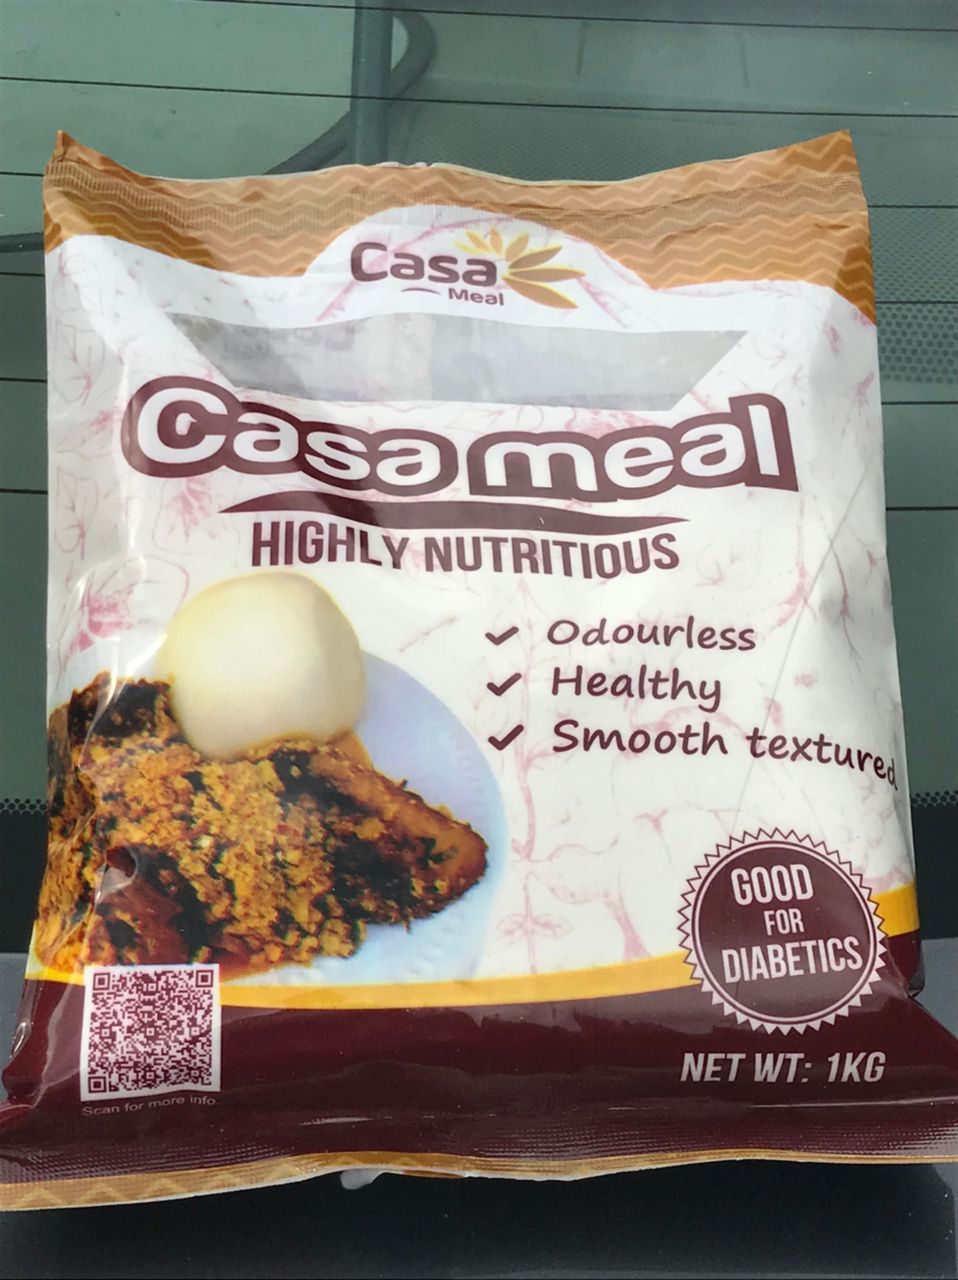 Casa
Meal
Casa meal
HIGHLY NUTRITIOUS
Odourless
Healthy
Smooth textured
GOOD
FOR
DIABETICS
NET WT: 1KG
Scan for more info.